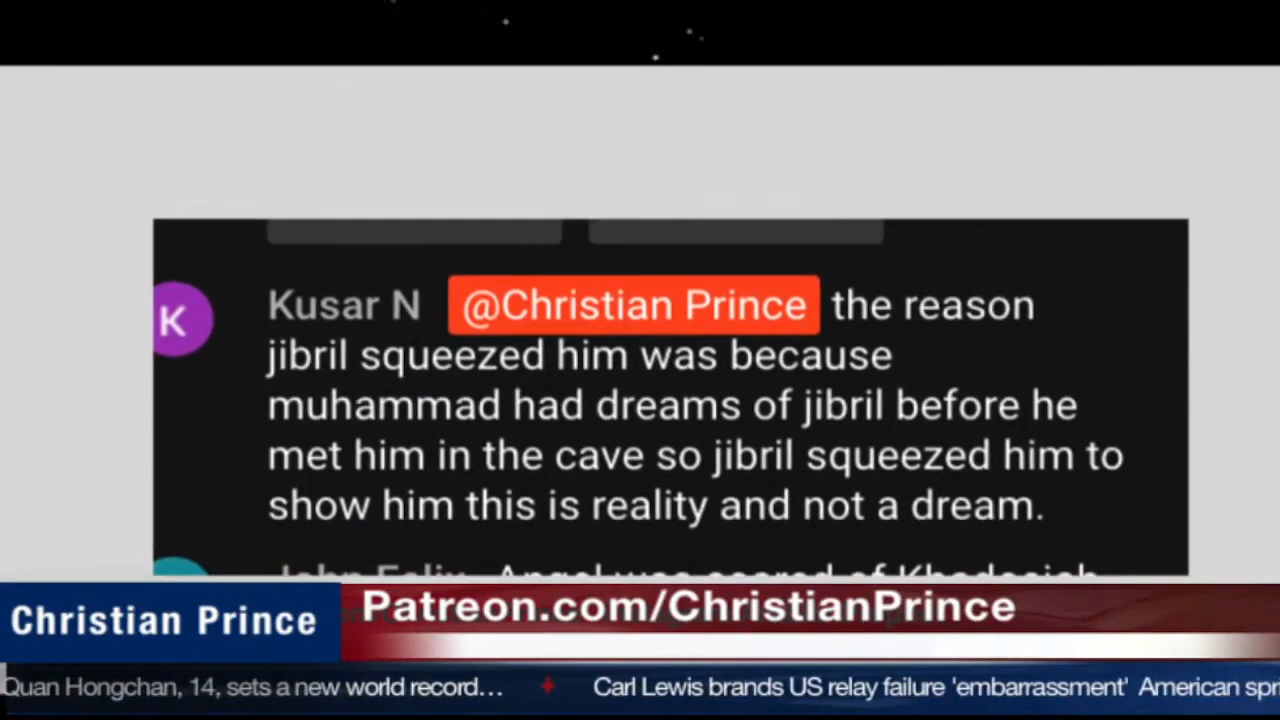 K
Kusar N @Christian Prince the reason
jibril squeezed him was because
muhammad had dreams of jibril before he
met him in the cave so jibril squeezed him to
show him this is reality and not a dream.
John Felix Angel was scared of Khadeejah
Christian Prince
Patreon.com/ChristianPrince
Quan Hongchan, 14, sets a new world record… + Carl Lewis brands US relay failure 'embarrassment' American spr